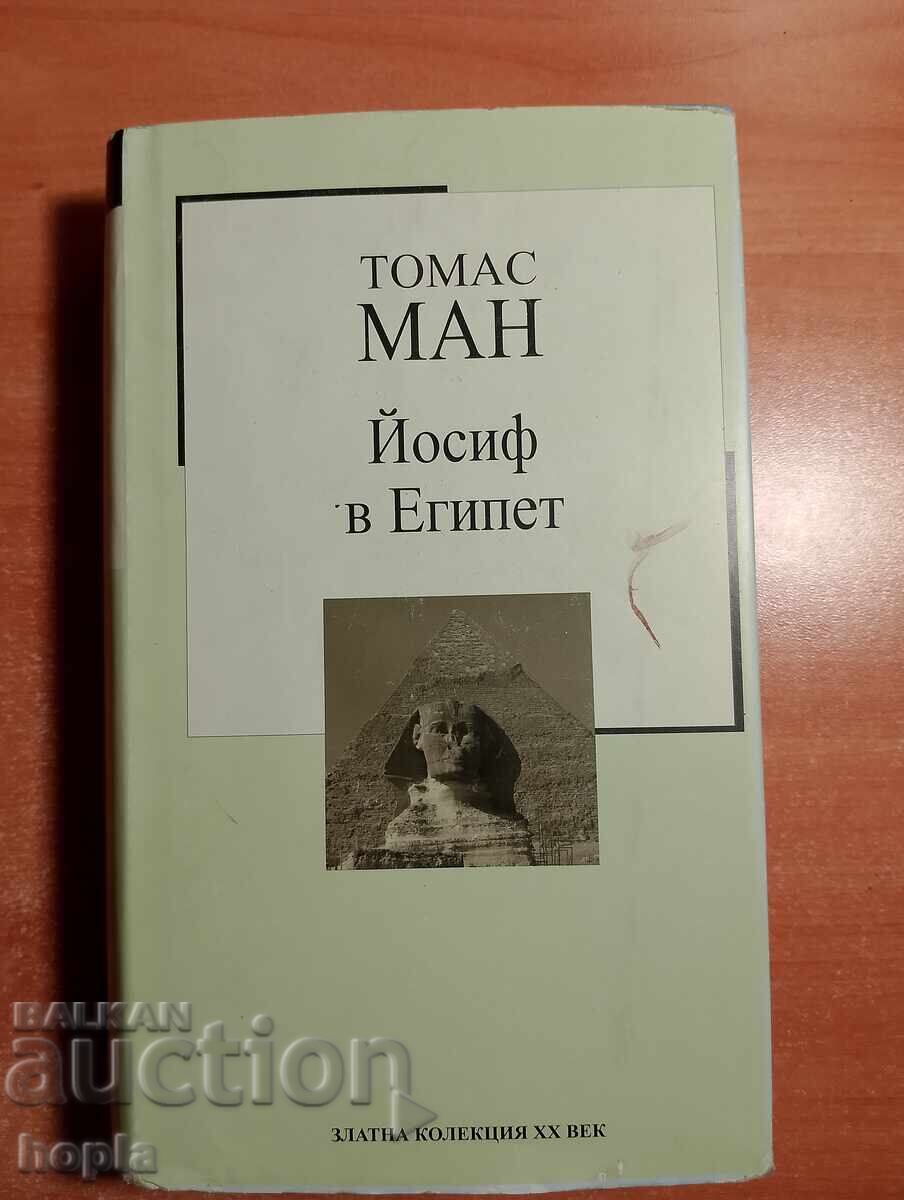 ТОМАС
МАН
Йосиф
в Египет
ЗЛАТНА КОЛЕКЦИЯ XX ВЕК
BALKAN
auction
hopla